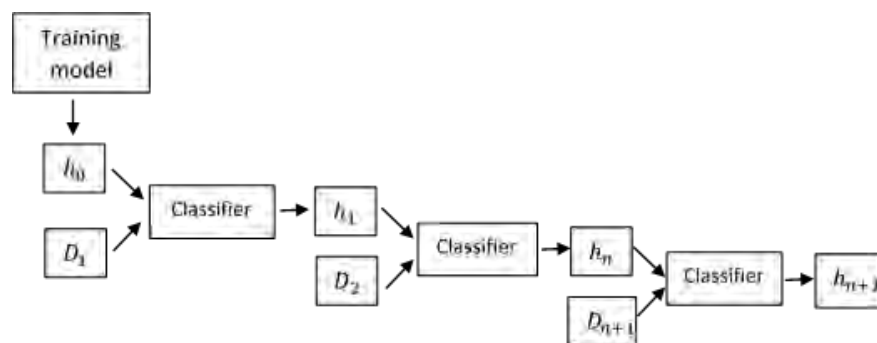 Training
model
h₀
Classifier
h₁
D₁
Classifier
hₙ
D₂
Classifier
hₙ₊₁
Dₙ₊₁